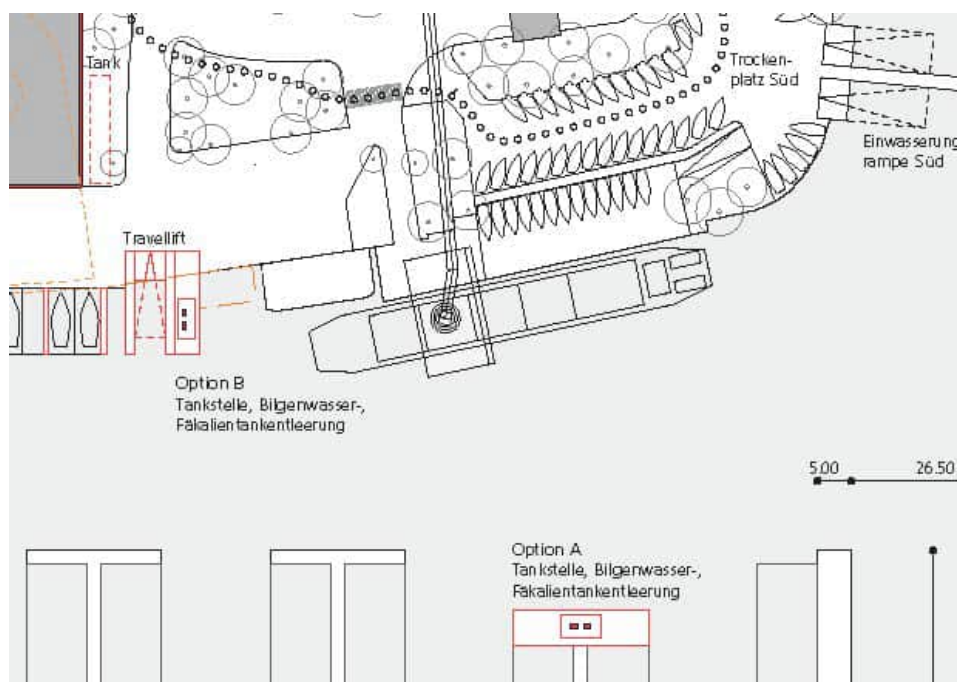 Tank
Trocken-
platz Süd
Einwasserung
rampe Süd
Travellift
Option B
Tankstelle, Bilgenwasser-,
Fäkalientankentleerung
5.00
26.50
Option A
Tankstelle, Bilgenwasser-,
Fäkalientankentleerung